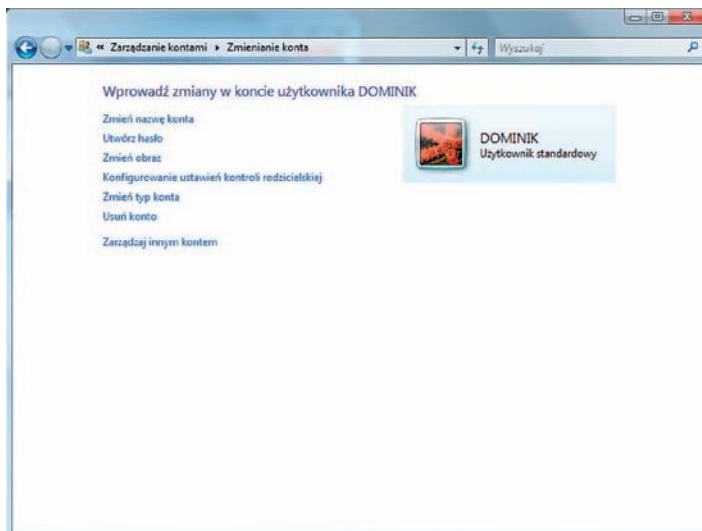 « Zarządzanie kontami ▸ Zmienianie konta
Wyszukaj
Wprowadź zmiany w koncie użytkownika DOMINIK
Zmień nazwę konta
Utwórz hasło
Zmień obraz
Konfigurowanie ustawień kontroli rodzicielskiej
Zmień typ konta
Usuń konto
Zarządzaj innym kontem
DOMINIK
Użytkownik standardowy